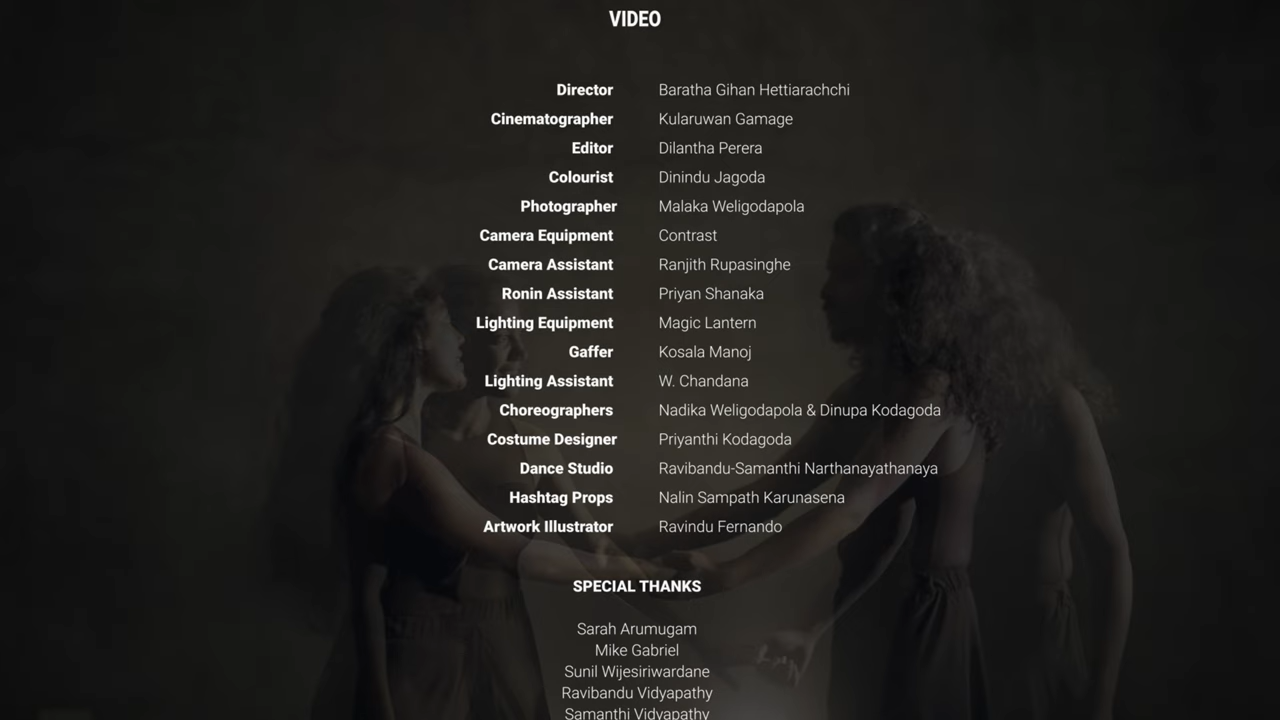 VIDEO
Director Baratha Gihan Hettiarachchi
Cinematographer Kularuwan Gamage
Editor Dilantha Perera
Colourist Dinindu Jagoda
Photographer Malaka Weligodapola
Camera Equipment Contrast
Camera Assistant Ranjith Rupasinghe
Ronin Assistant Priyan Shanaka
Lighting Equipment Magic Lantern
Gaffer Kosala Manoj
Lighting Assistant W. Chandana
Choreographers Nadika Weligodapola & Dinupa Kodagoda
Costume Designer Priyanthi Kodagoda
Dance Studio Ravibandu-Samanthi Narthanayathanaya
Hashtag Props Nalin Sampath Karunasena
Artwork Illustrator Ravindu Fernando
SPECIAL THANKS
Sarah Arumugam
Mike Gabriel
Sunil Wijesiriwardane
Ravibandu Vidyapathy
Samanthi Vidyapathy